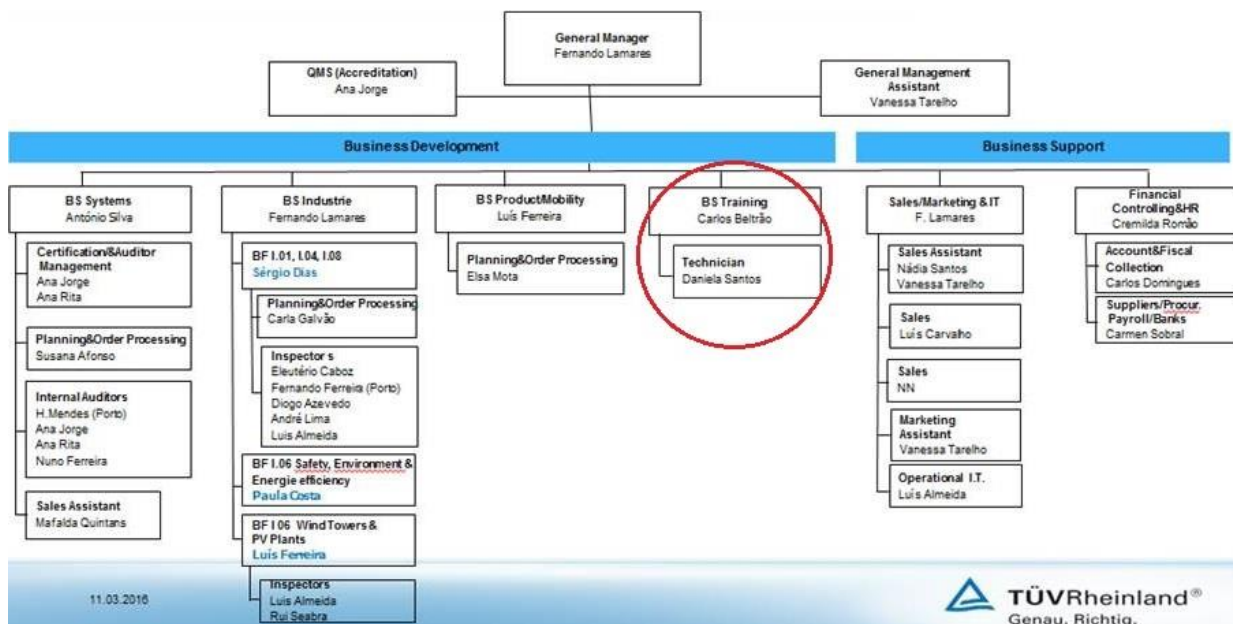 General Manager
Fernando Lamares
QMS (Accreditation)
Ana Jorge
General Management
Assistant
Vanessa Tarelho
Business Development
Business Support
BS Systems
António Silva
BS Industrie
Fernando Lamares
BS Product/Mobility
Luís Ferreira
BS Training
Carlos Beltrão
Sales/Marketing & IT
F. Lamares
Financial
Controlling&HR
Cremilda Romão
Certification/&Auditor
Management
Ana Jorge
Ana Rita
Planning&Order Processing
Susana Afonso
Internal Auditors
H.Mendes (Porto)
Ana Jorge
Ana Rita
Nuno Ferreira
Sales Assistant
Mafalda Quintans
BF I.01, I.04, I.08
Sérgio Dias
Planning&Order Processing
Carla Galvão
Inspector s
Eleutério Caboz
Fernando Ferreira (Porto)
Diogo Azevedo
André Lima
Luis Almeida
BF I.06 Safety, Environment &
Energie efficiency
Paula Costa
BF I 06 Wind Towers &
PV Plants
Luís Ferreira
Inspectors
Luis Almeida
Rui Seabra
Planning&Order Processing
Elsa Mota
Technician
Daniela Santos
Sales Assistant
Nádia Santos
Vanessa Tarelho
Sales
Luís Carvalho
Sales
NN
Marketing
Assistant
Vanessa Tarelho
Operational I.T.
Luís Almeida
Account&Fiscal
Collection
Carlos Domingues
Suppliers/Procur.
Payroll/Banks
Carmen Sobral
11.03.2016
TÜVRheinland®
Genau. Richtig.